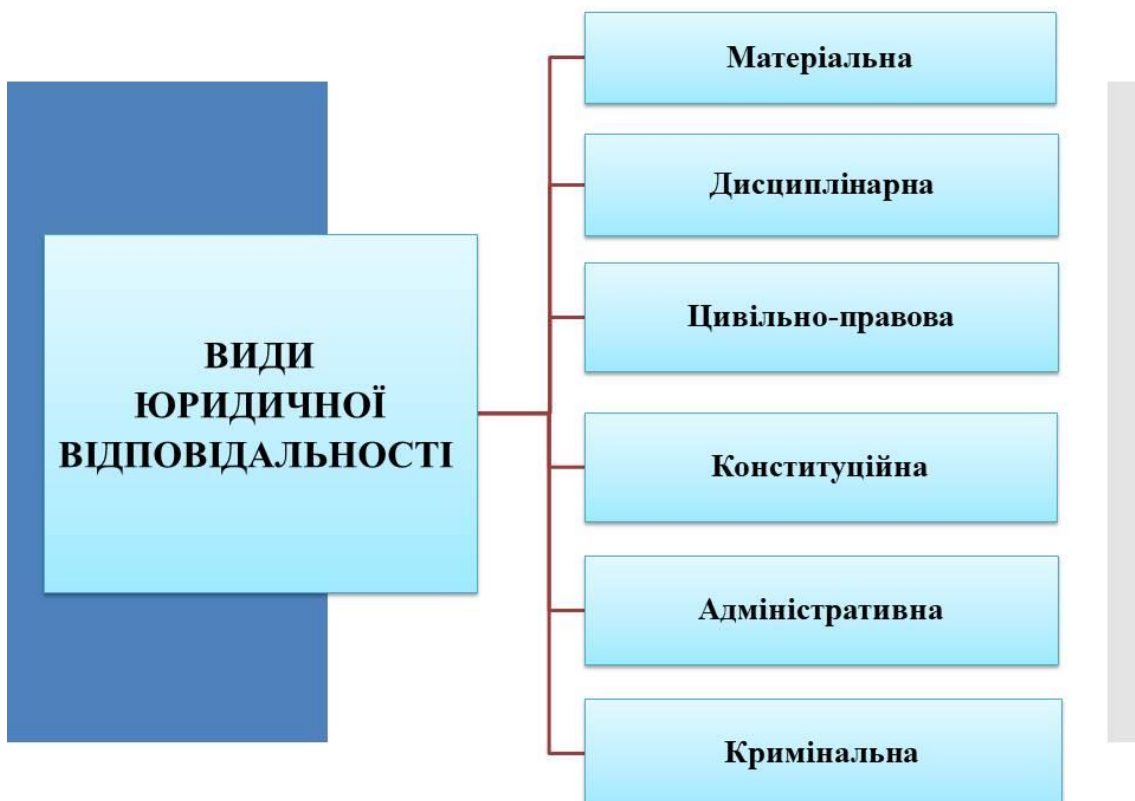 ВИДИ
ЮРИДИЧНОЇ
ВІДПОВІДАЛЬНОСТІ
Матеріальна
Дисциплінарна
Цивільно-правова
Конституційна
Адміністративна
Кримінальна